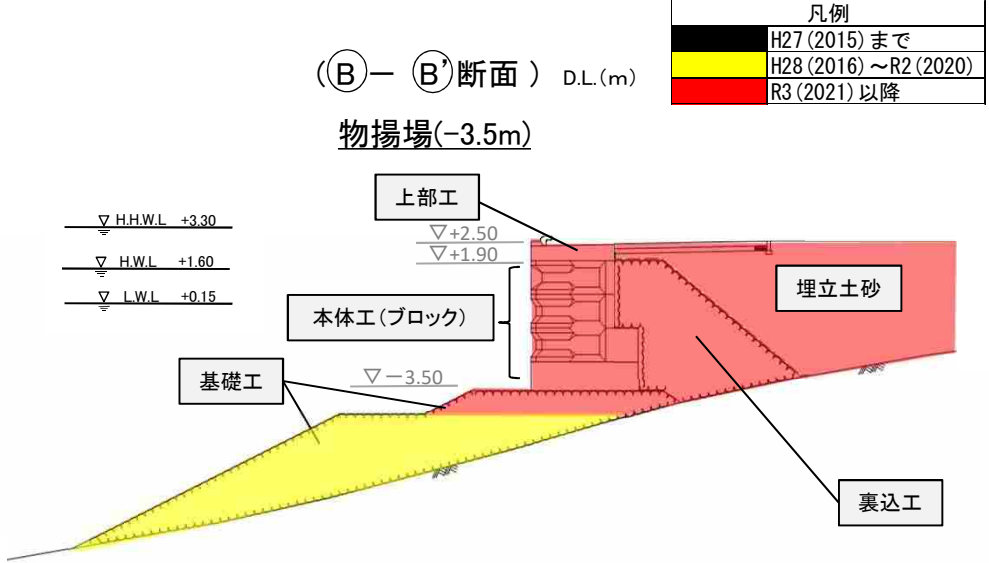 凡例
H27(2015)まで
H28(2016)~R2(2020)
R3(2021)以降
(Ⓑ－Ⓑ’断面) D.L.(m)
物揚場(-3.5m)
上部工
▽ H.H.W.L +3.30
▽+2.50
▽+1.90
▽ H.W.L +1.60
▽ L.W.L +0.15
埋立土砂
本体工(ブロック)
▽－3.50
基礎工
裏込工